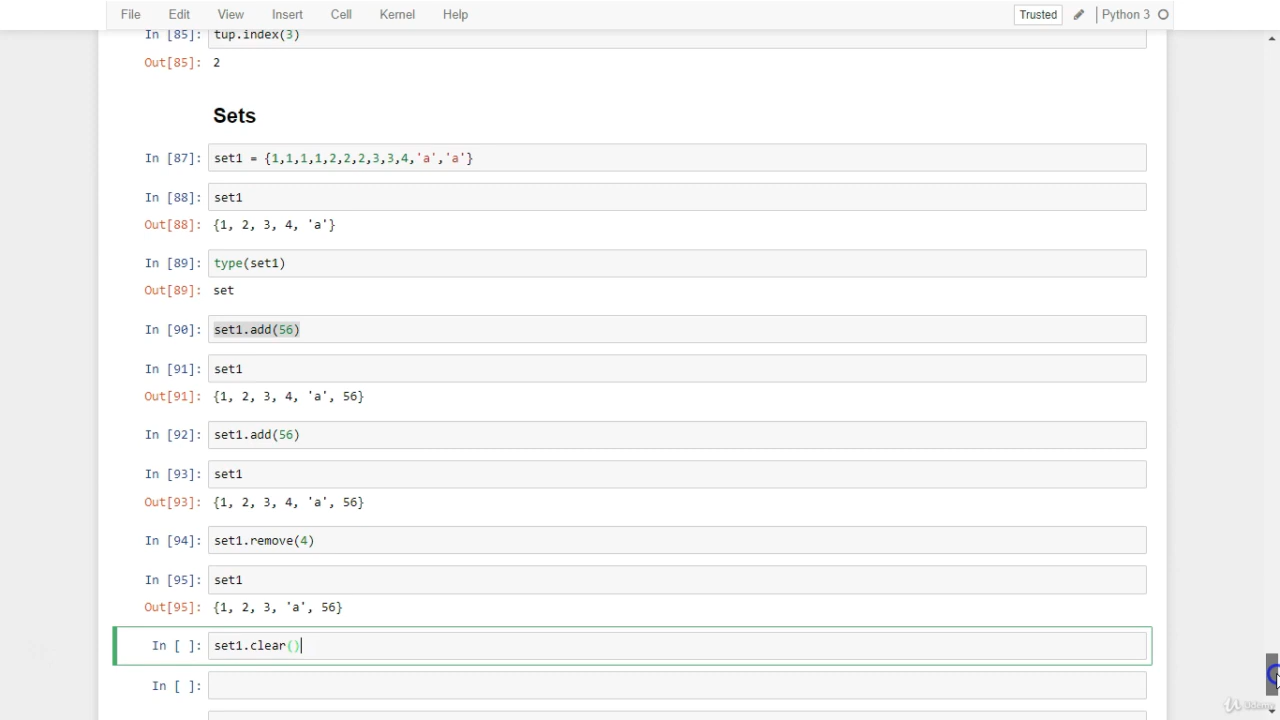 File Edit View Insert Cell Kernel Help Trusted Python 3
In [85]: tup.index(3)
Out[85]: 2
Sets
In [87]: set1 = {1,1,1,1,2,2,2,3,3,4,'a','a'}
In [88]: set1
Out[88]: {1, 2, 3, 4, 'a'}
In [89]: type(set1)
Out[89]: set
In [90]: set1.add(56)
In [91]: set1
Out[91]: {1, 2, 3, 4, 'a', 56}
In [92]: set1.add(56)
In [93]: set1
Out[93]: {1, 2, 3, 4, 'a', 56}
In [94]: set1.remove(4)
In [95]: set1
Out[95]: {1, 2, 3, 'a', 56}
In [ ]: set1.clear()
In [ ]:
Udemy